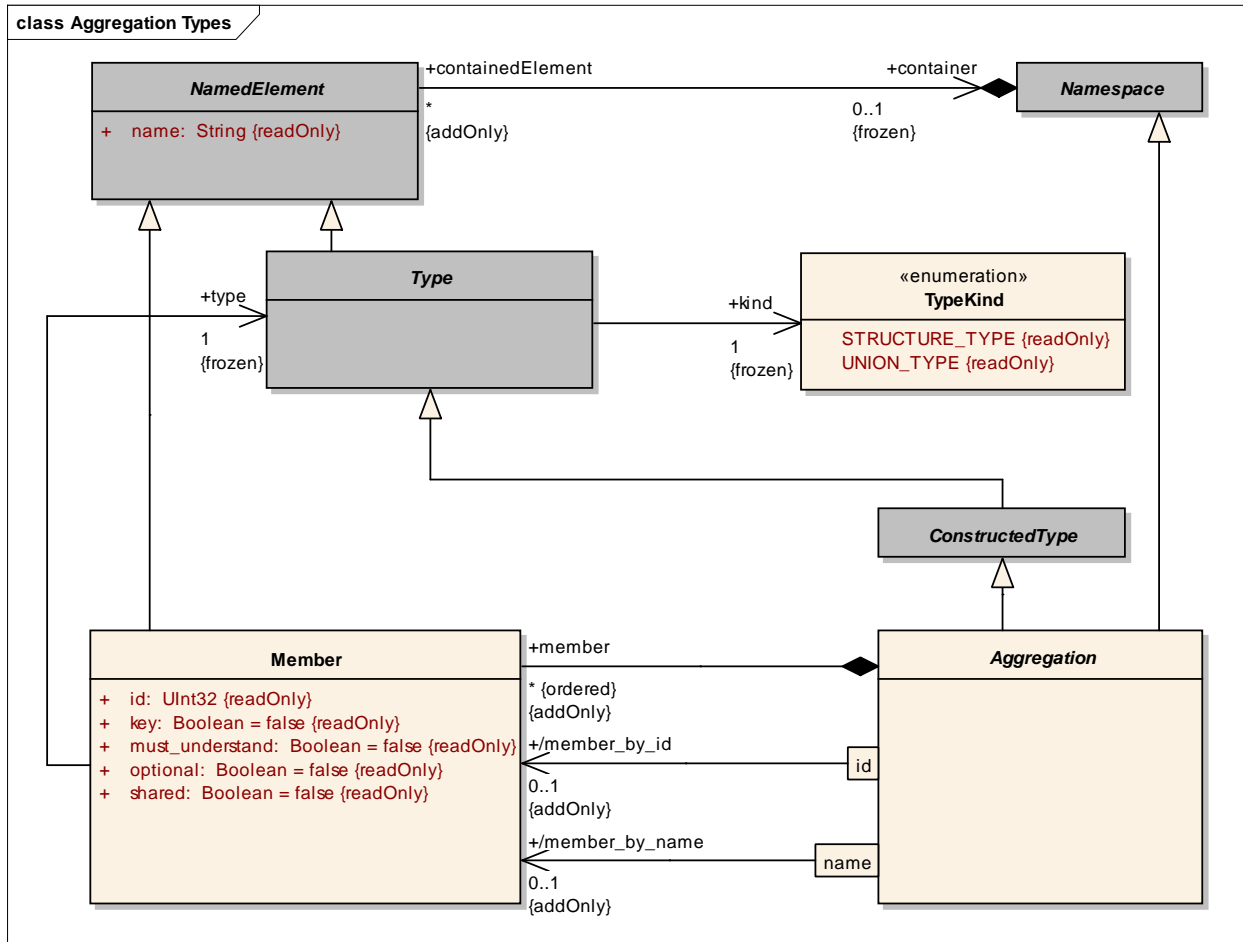 class Aggregation Types
NamedElement
+ name: String {readOnly}
+containedElement
*
{addOnly}
+container
0..1
{frozen}
Namespace
Type
+type
1
{frozen}
+kind
1
{frozen}
«enumeration»
TypeKind
STRUCTURE_TYPE {readOnly}
UNION_TYPE {readOnly}
ConstructedType
Member
+ id: UInt32 {readOnly}
+ key: Boolean = false {readOnly}
+ must_understand: Boolean = false {readOnly}
+ optional: Boolean = false {readOnly}
+ shared: Boolean = false {readOnly}
+member
* {ordered}
{addOnly}
+/member_by_id
0..1
{addOnly}
+/member_by_name
0..1
{addOnly}
id
name
Aggregation